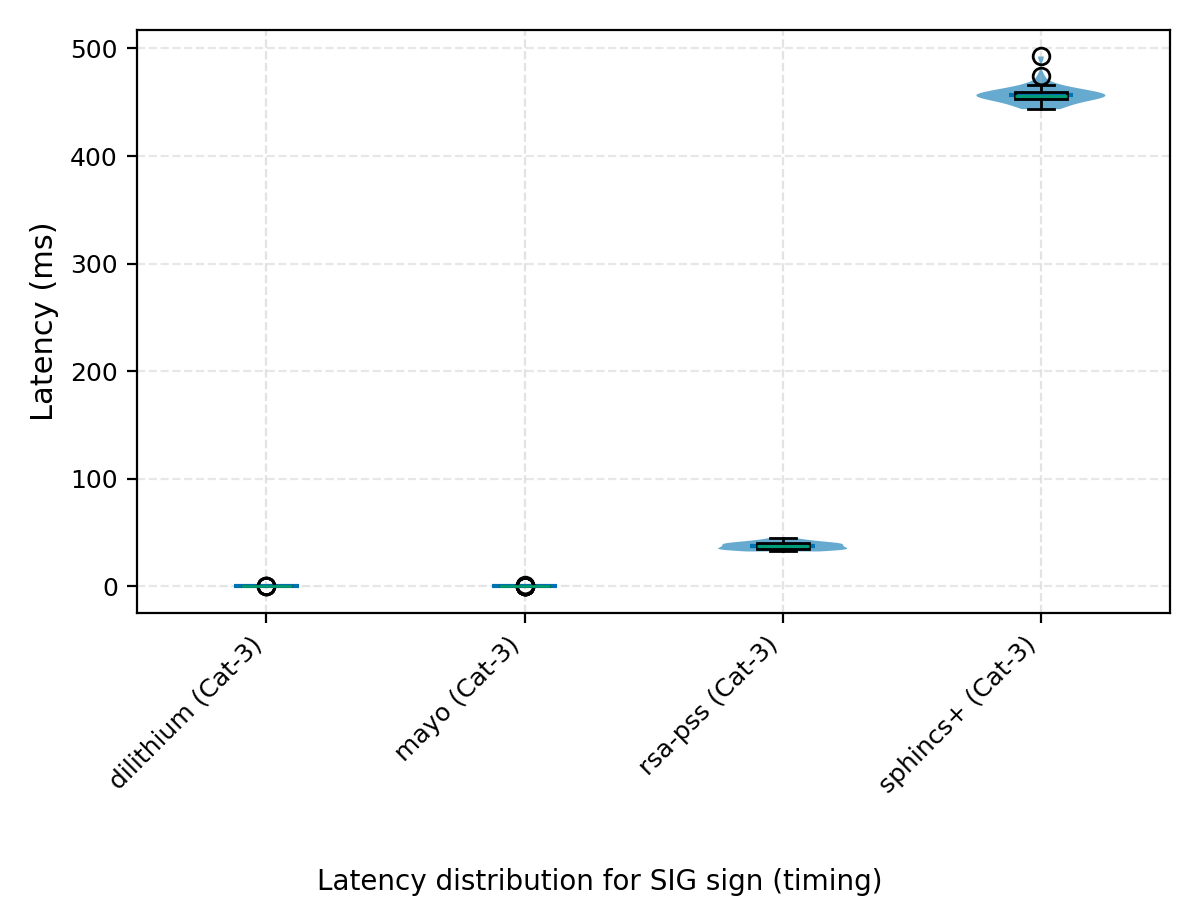 500
400
300
200
100
0
Latency (ms)
dilithium (Cat-3)
mayo (Cat-3)
rsa-pss (Cat-3)
sphincs+ (Cat-3)
Latency distribution for SIG sign (timing)